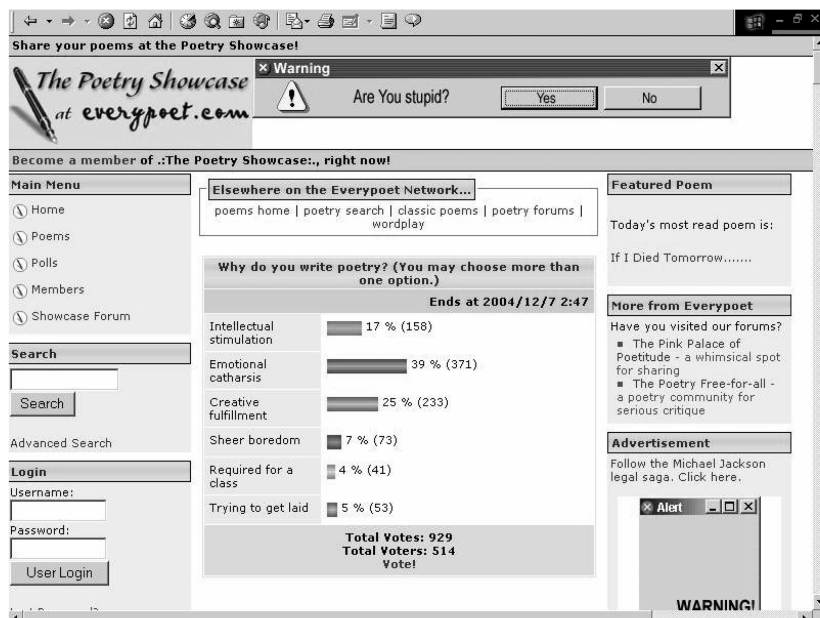 Share your poems at the Poetry Showcase!
The Poetry Showcase
at everypoet.com
Warning
Are You stupid?
Yes
No
Become a member of .:The Poetry Showcase:., right now!
Main Menu
Home
Poems
Polls
Members
Showcase Forum
Search
Search
Advanced Search
Login
Username:
Password:
User Login
Elsewhere on the Everypoet Network...
poems home | poetry search | classic poems | poetry forums |
wordplay
Why do you write poetry? (You may choose more than
one option.)
Ends at 2004/12/7 2:47
Intellectual
stimulation
17 % (158)
Emotional
catharsis
39 % (371)
Creative
fulfillment
25 % (233)
Sheer boredom
7 % (73)
Required for a
class
4 % (41)
Trying to get laid
5 % (53)
Total Votes: 929
Total Voters: 514
Vote!
Featured Poem
Today's most read poem is:
If I Died Tomorrow.......
More from Everypoet
Have you visited our forums?
The Pink Palace of
Poetitude - a whimsical spot
for sharing
The Poetry Free-for-all -
a poetry community for
serious critique
Advertisement
Follow the Michael Jackson
legal saga. Click here.
Alert
WARNING!